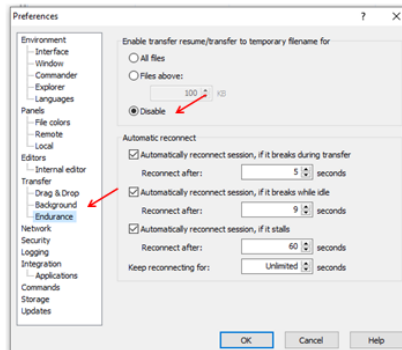 Preferences
? X
Environment
Interface
Window
Commander
Explorer
Languages
Panels
File colors
Remote
Local
Editors
Internal editor
Transfer
Drag & Drop
Background
Endurance
Network
Security
Logging
Integration
Applications
Commands
Storage
Updates
Enable transfer resume/transfer to temporary filename for
All files
Files above:
100 KB
Disable
Automatic reconnect
Automatically reconnect session, if it breaks during transfer
Reconnect after: 5 seconds
Automatically reconnect session, if it breaks while idle
Reconnect after: 9 seconds
Automatically reconnect session, if it stalls
Reconnect after: 60 seconds
Keep reconnecting for: Unlimited seconds
OK Cancel Help